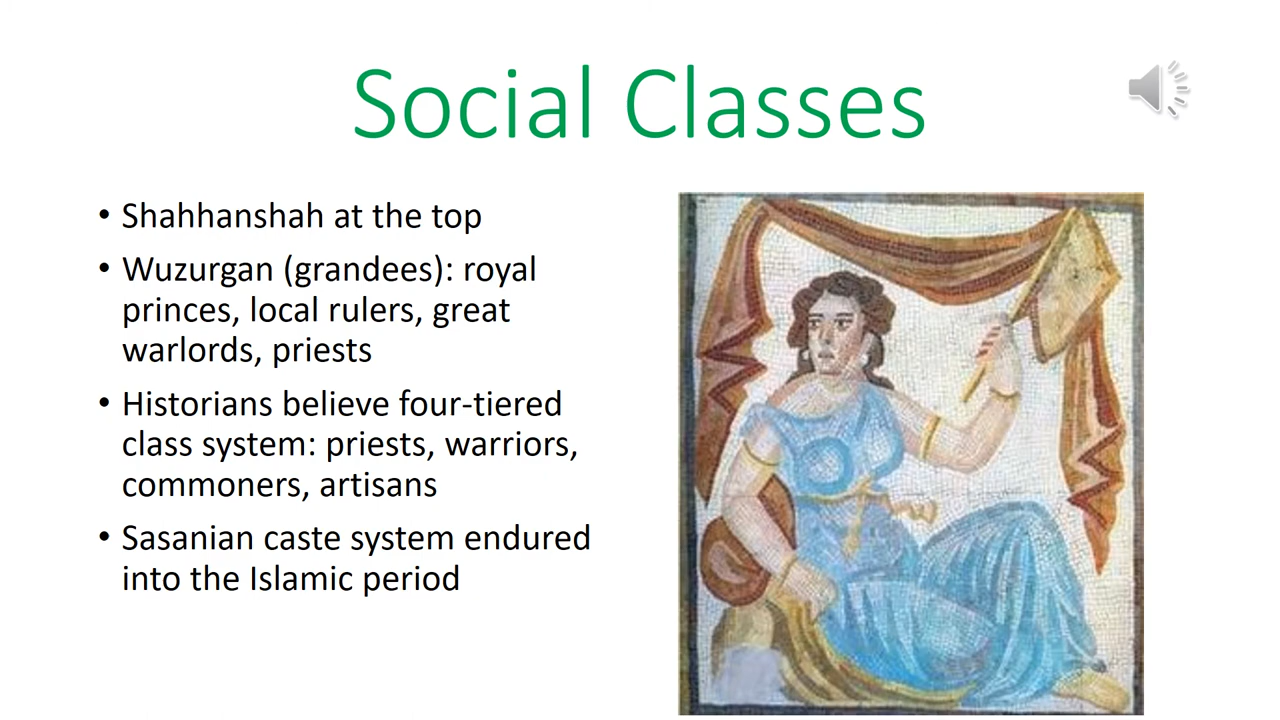 Social Classes
• Shahhanshah at the top
• Wuzurgan (grandees): royal
princes, local rulers, great
warlords, priests
• Historians believe four-tiered
class system: priests, warriors,
commoners, artisans
• Sasanian caste system endured
into the Islamic period